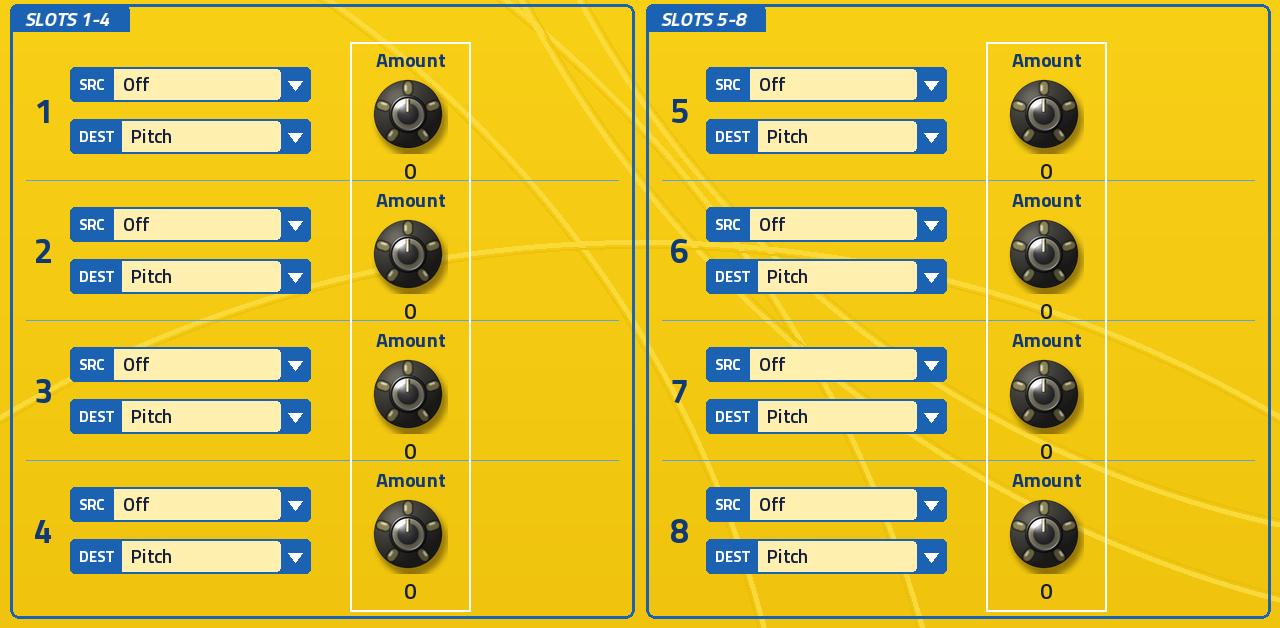 SLOTS 1-4
Amount
SRC Off
1
DEST Pitch
0
Amount
SRC Off
2
DEST Pitch
0
Amount
SRC Off
3
DEST Pitch
0
Amount
SRC Off
4
DEST Pitch
0
SLOTS 5-8
Amount
SRC Off
5
DEST Pitch
0
Amount
SRC Off
6
DEST Pitch
0
Amount
SRC Off
7
DEST Pitch
0
Amount
SRC Off
8
DEST Pitch
0